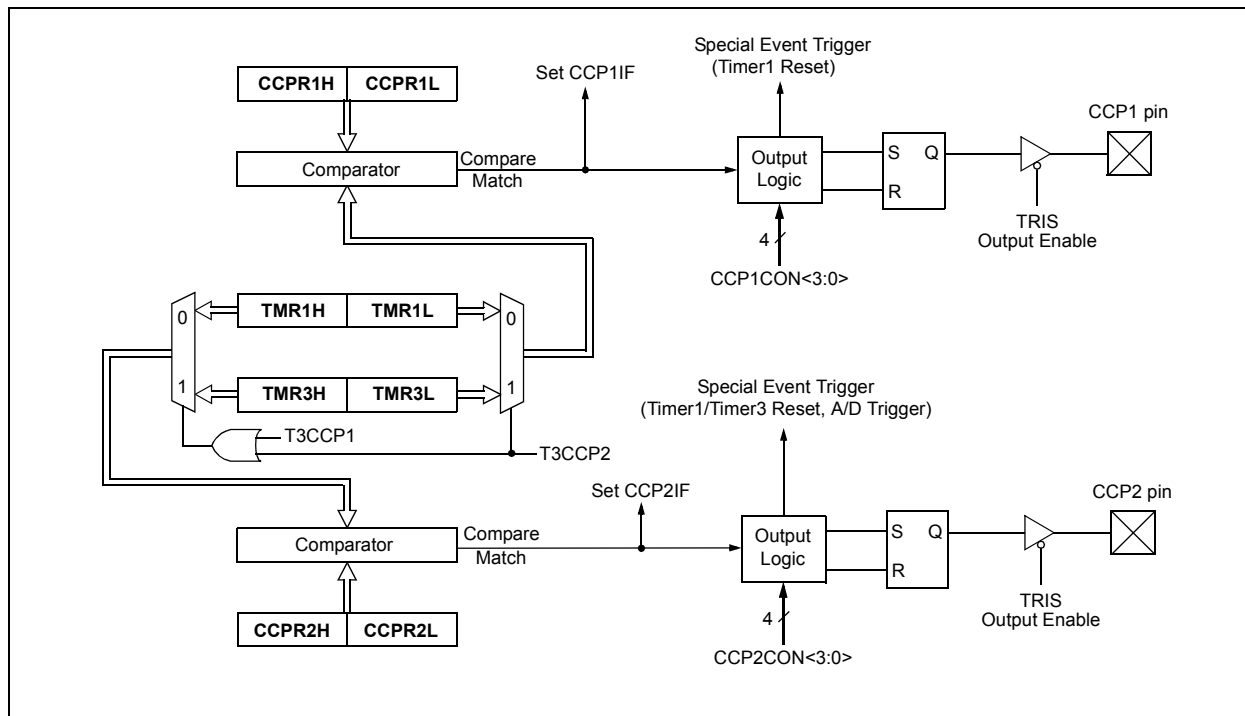 Special Event Trigger
(Timer1 Reset)
Set CCP1IF
CCPR1H CCPR1L
CCP1 pin
Comparator
Compare
Match
Output
Logic
S Q
R
TRIS
Output Enable
4
CCP1CON<3:0>
0
TMR1H TMR1L
0
1
TMR3H TMR3L
1
T3CCP1
T3CCP2
Special Event Trigger
(Timer1/Timer3 Reset, A/D Trigger)
Set CCP2IF
CCP2 pin
Comparator
Compare
Match
Output
Logic
S Q
R
TRIS
Output Enable
4
CCPR2H CCPR2L
CCP2CON<3:0>